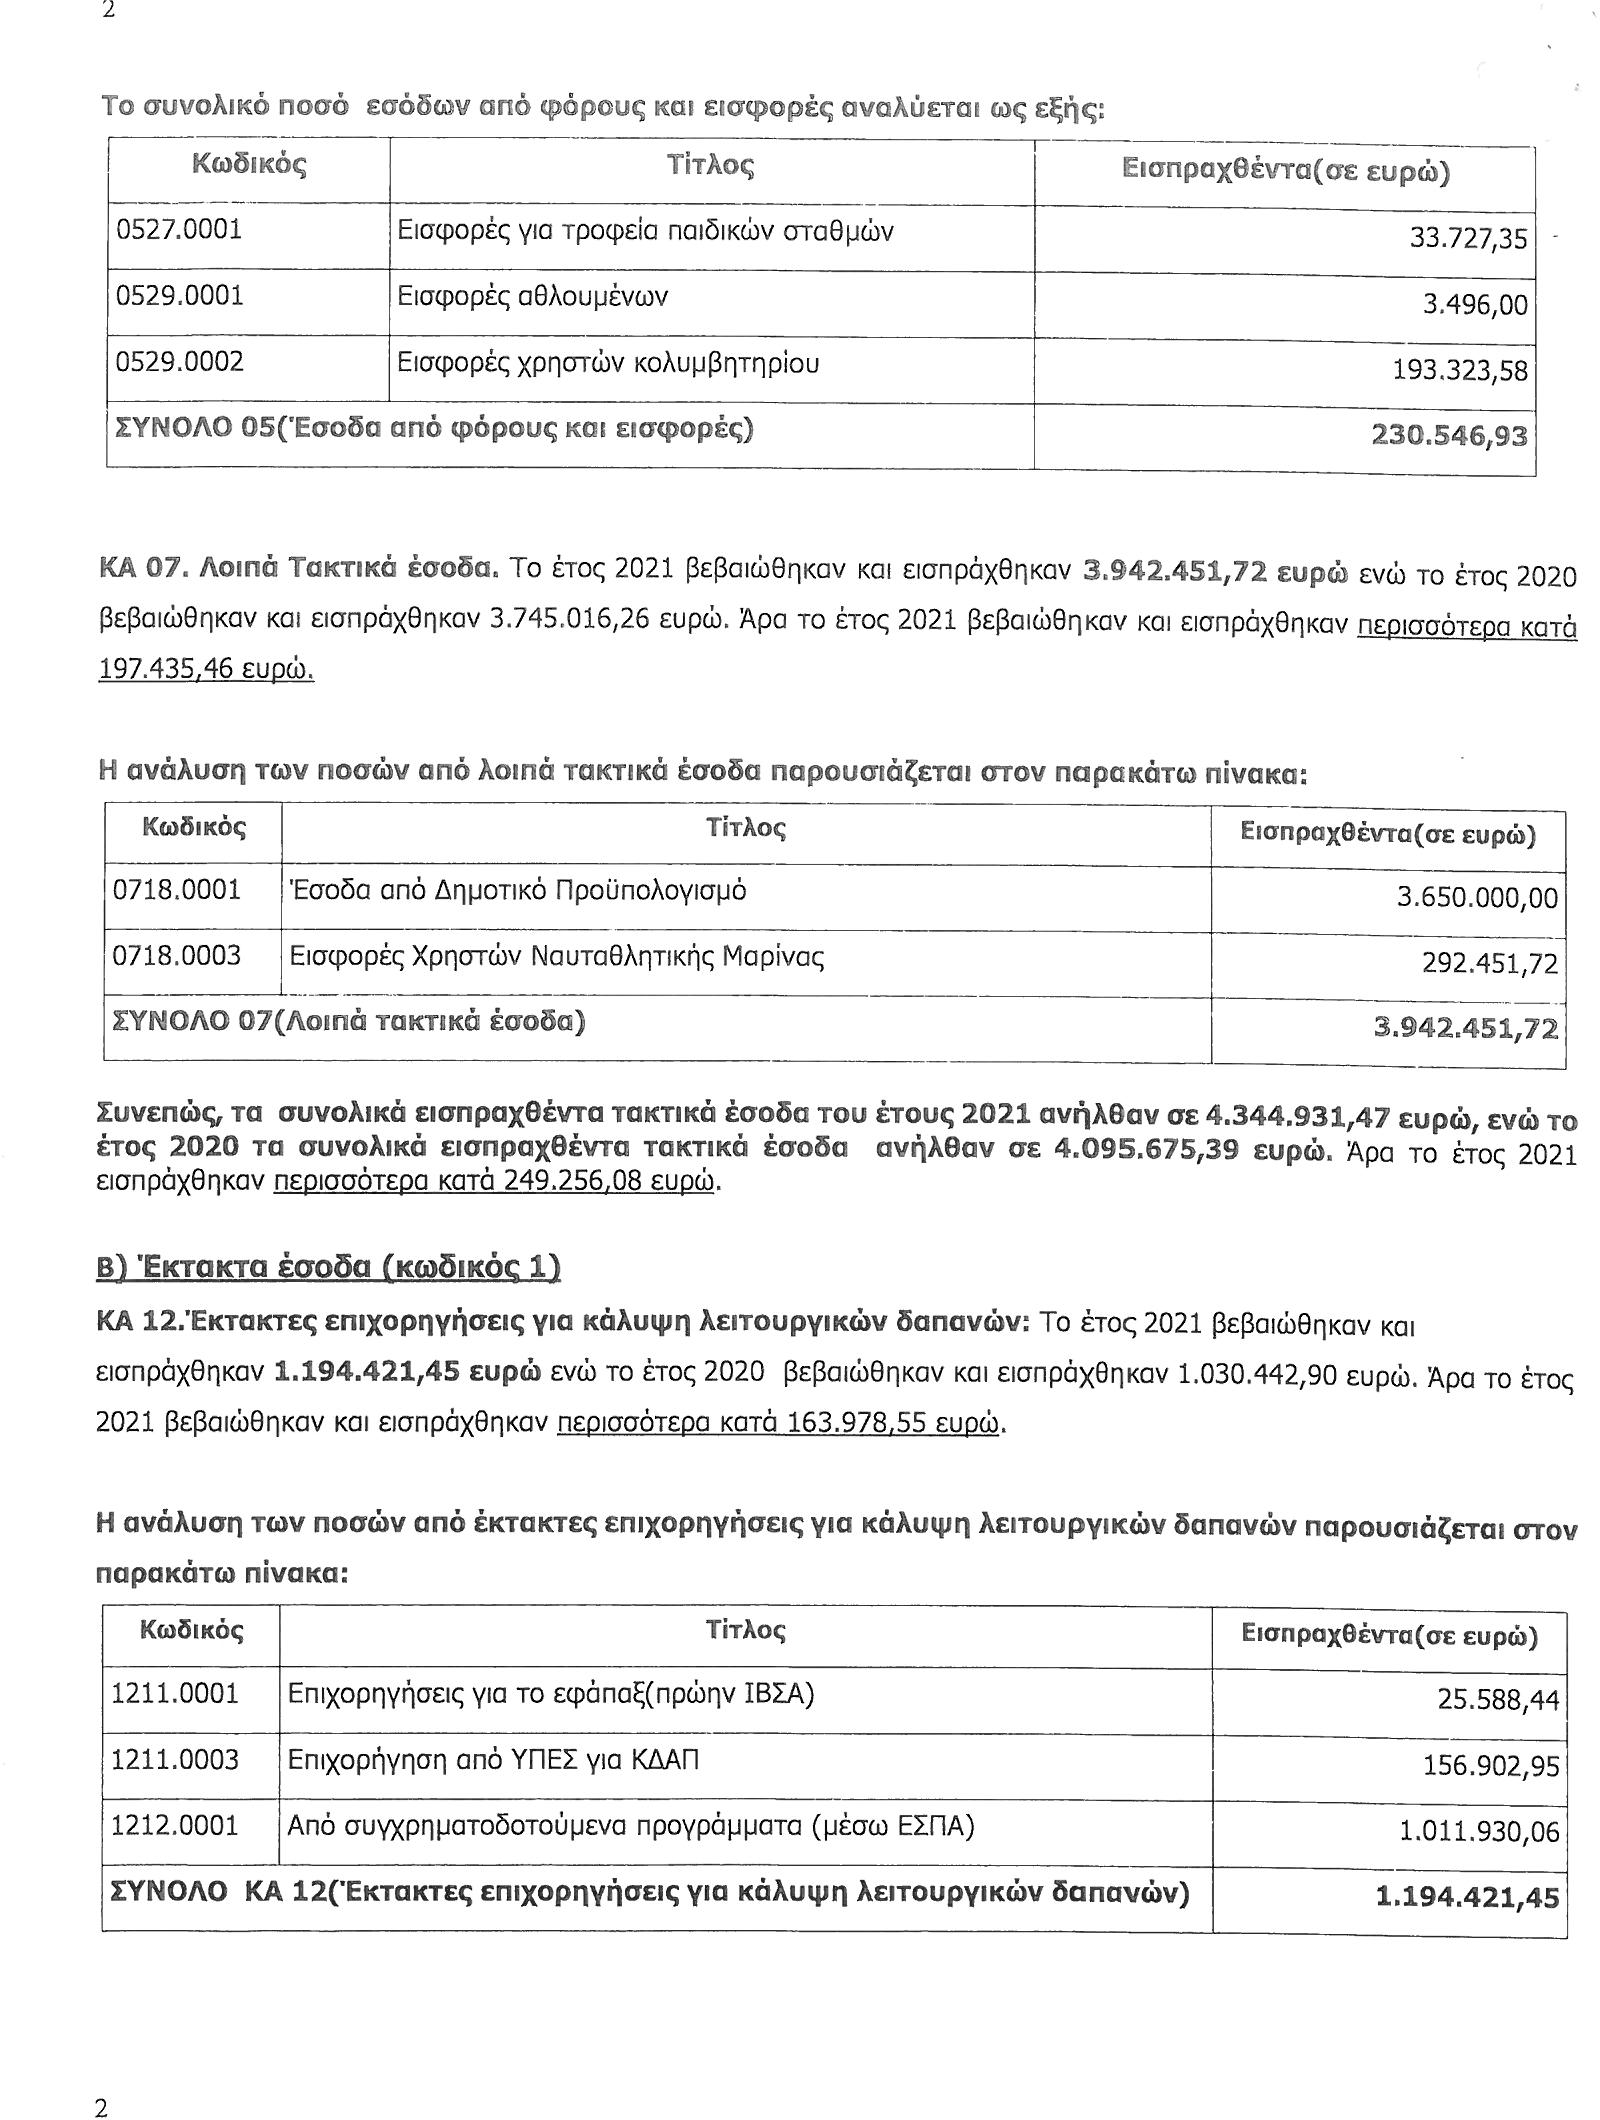 2
Το συνολικό ποσό εσόδων από φόρους και εισφορές αναλύεται ως εξής:
Κωδικός Τίτλος Εισπραχθέντα(σε ευρώ)
0527.0001 Εισφορές για τροφεία παιδικών σταθμών 33.727,35
0529.0001 Εισφορές αθλουμένων 3.496,00
0529.0002 Εισφορές χρηστών κολυμβητηρίου 193.323,58
ΣΥΝΟΛΟ 05(Έσοδα από φόρους και εισφορές) 230.546,93
ΚΑ 07. Λοιπά Τακτικά έσοδα. Το έτος 2021 βεβαιώθηκαν και εισπράχθηκαν 3.942.451,72 ευρώ ενώ το έτος 2020
βεβαιώθηκαν και εισπράχθηκαν 3.745.016,26 ευρώ. Άρα το έτος 2021 βεβαιώθηκαν και εισπράχθηκαν περισσότερα κατά
197.435,46 ευρώ.
Η ανάλυση των ποσών από λοιπά τακτικά έσοδα παρουσιάζεται στον παρακάτω πίνακα:
Κωδικός Τίτλος Εισπραχθέντα(σε ευρώ)
0718.0001 Έσοδα από Δημοτικό Προϋπολογισμό 3.650.000,00
0718.0003 Εισφορές Χρηστών Ναυταθλητικής Μαρίνας 292.451,72
ΣΥΝΟΛΟ 07(Λοιπά τακτικά έσοδα) 3.942.451,72
Συνεπώς, τα συνολικά εισπραχθέντα τακτικά έσοδα του έτους 2021 ανήλθαν σε 4.344.931,47 ευρώ, ενώ το
έτος 2020 τα συνολικά εισπραχθέντα τακτικά έσοδα ανήλθαν σε 4.095.675,39 ευρώ. Άρα το έτος 2021
εισπράχθηκαν περισσότερα κατά 249.256,08 ευρώ.
Β) Έκτακτα έσοδα (κωδικός 1)
ΚΑ 12.Έκτακτες επιχορηγήσεις για κάλυψη λειτουργικών δαπανών: Το έτος 2021 βεβαιώθηκαν και
εισπράχθηκαν 1.194.421,45 ευρώ ενώ το έτος 2020 βεβαιώθηκαν και εισπράχθηκαν 1.030.442,90 ευρώ. Άρα το έτος
2021 βεβαιώθηκαν και εισπράχθηκαν περισσότερα κατά 163.978,55 ευρώ.
Η ανάλυση των ποσών από έκτακτες επιχορηγήσεις για κάλυψη λειτουργικών δαπανών παρουσιάζεται στον
παρακάτω πίνακα:
Κωδικός Τίτλος Εισπραχθέντα(σε ευρώ)
1211.0001 Επιχορηγήσεις για το εφάπαξ(πρώην ΙΒΣΑ) 25.588,44
1211.0003 Επιχορήγηση από ΥΠΕΣ για ΚΔΑΠ 156.902,95
1212.0001 Από συγχρηματοδοτούμενα προγράμματα (μέσω ΕΣΠΑ) 1.011.930,06
ΣΥΝΟΛΟ ΚΑ 12(Έκτακτες επιχορηγήσεις για κάλυψη λειτουργικών δαπανών) 1.194.421,45
2